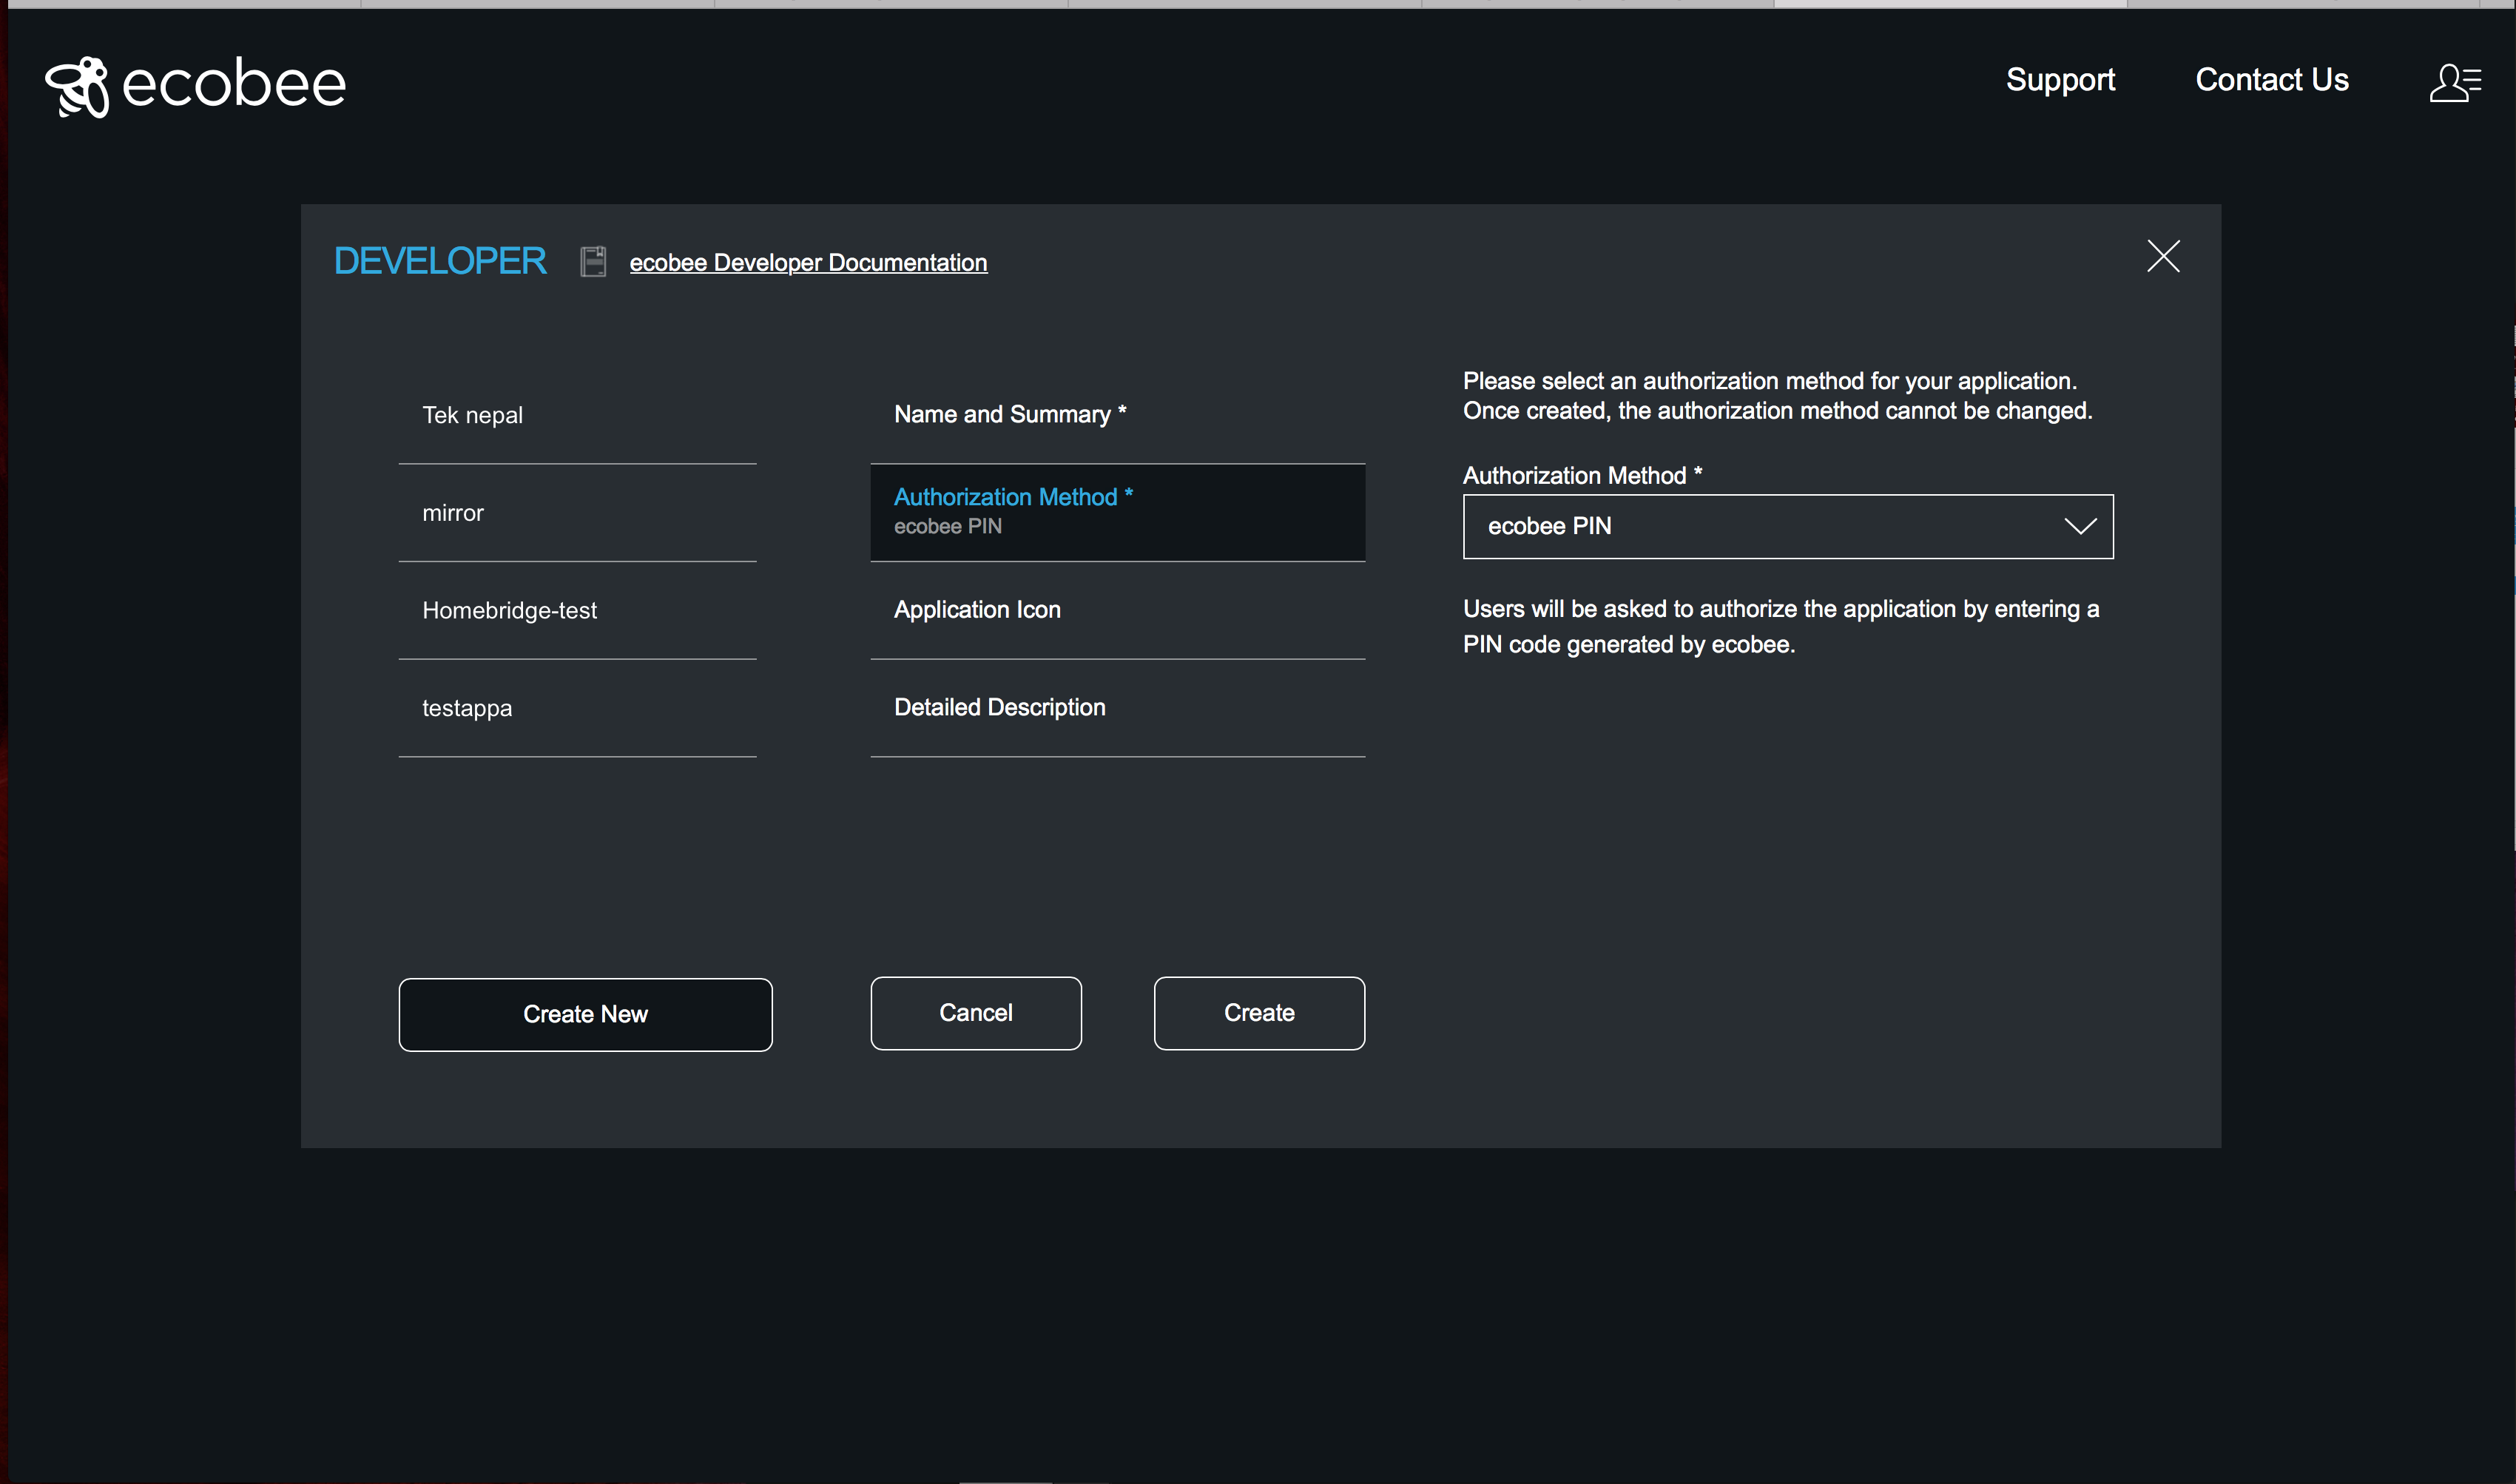 ecobee
Support
Contact Us
DEVELOPER
ecobee Developer Documentation
Tek nepal
mirror
Homebridge-test
testappa
Create New
Name and Summary *
Authorization Method *
ecobee PIN
Application Icon
Detailed Description
Cancel
Create
Please select an authorization method for your application.
Once created, the authorization method cannot be changed.
Authorization Method *
ecobee PIN
Users will be asked to authorize the application by entering a
PIN code generated by ecobee.